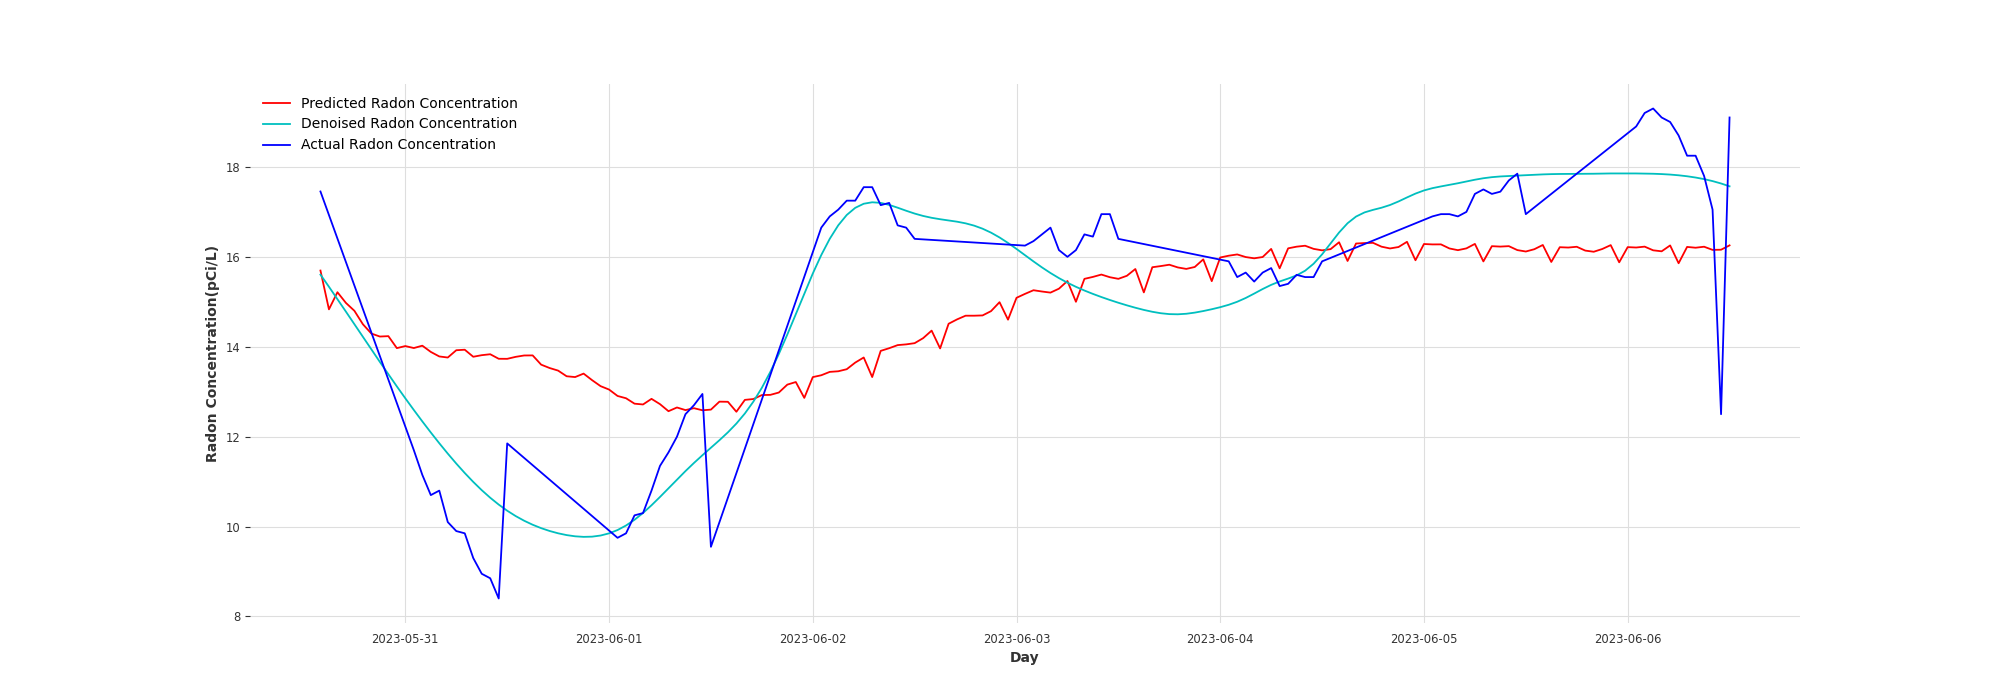 Predicted Radon Concentration
Denoised Radon Concentration
Actual Radon Concentration
Radon Concentration(pCi/L)
18
16
14
12
10
8
2023-05-31
2023-06-01
2023-06-02
2023-06-03
2023-06-04
2023-06-05
2023-06-06
Day